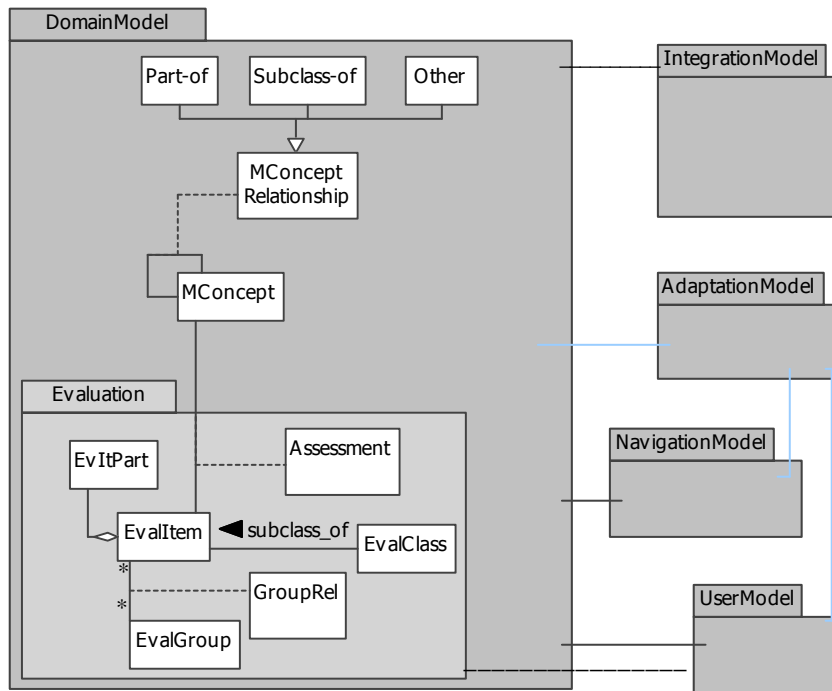 DomainModel
IntegrationModel
Part-of
Subclass-of
Other
MConcept
Relationship
MConcept
AdaptationModel
Evaluation
NavigationModel
EvItPart
Assessment
EvalItem
subclass_of
EvalClass
*
*
GroupRel
UserModel
EvalGroup